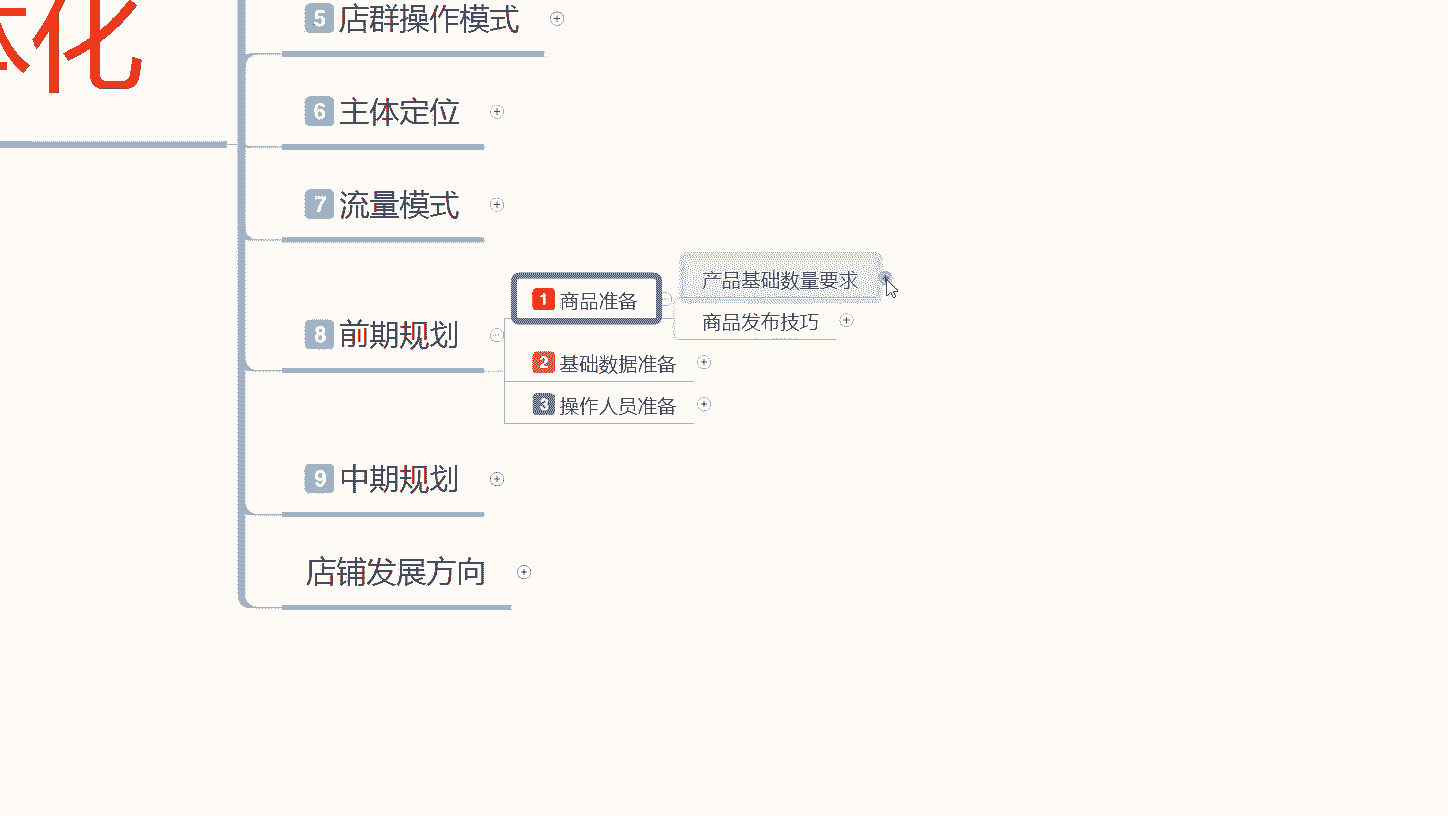 体化
5 店群操作模式
6 主体定位
7 流量模式
8 前期规划
1 商品准备
产品基础数量要求
商品发布技巧
2 基础数据准备
3 操作人员准备
9 中期规划
店铺发展方向